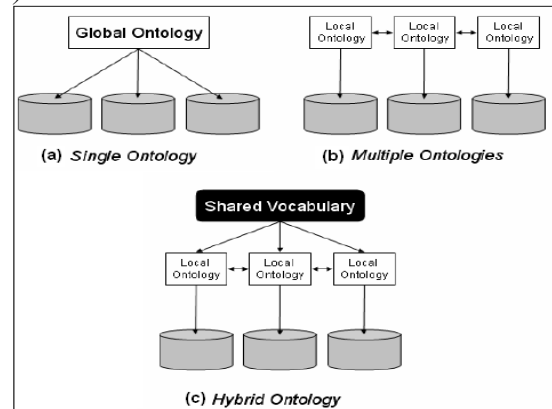 )
Global Ontology
(a) Single Ontology
Local Ontology
Local Ontology
Local Ontology
(b) Multiple Ontologies
Shared Vocabulary
Local Ontology
Local Ontology
Local Ontology
(c) Hybrid Ontology